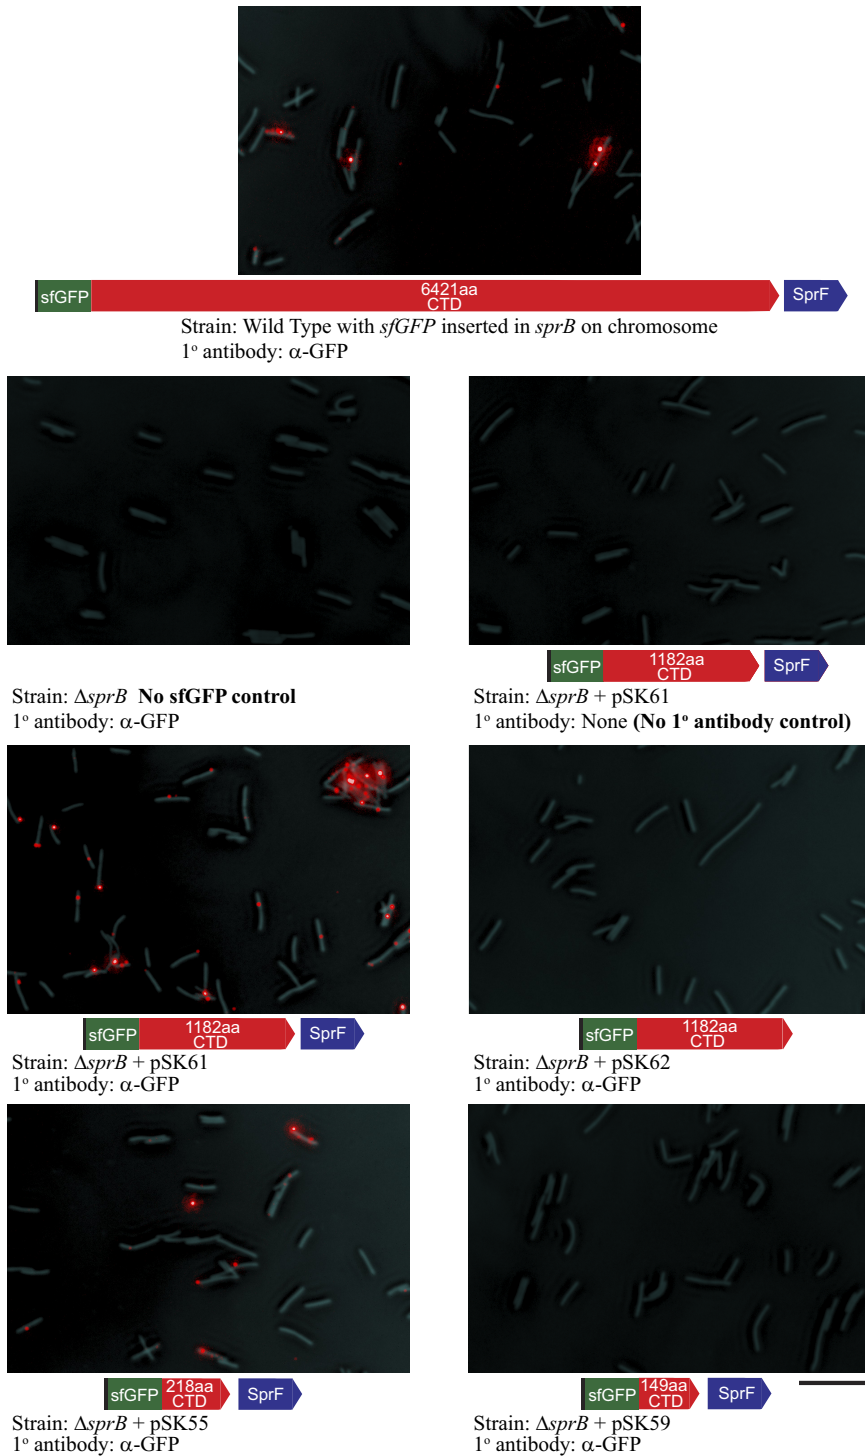 sfGFP 6421aa CTD SprF
Strain: Wild Type with sfGFP inserted in sprB on chromosome
1° antibody: α-GFP
Strain: ΔsprB No sfGFP control
1° antibody: α-GFP
sfGFP 1182aa CTD SprF
Strain: ΔsprB + pSK61
1° antibody: None (No 1° antibody control)
sfGFP 1182aa CTD SprF
Strain: ΔsprB + pSK61
1° antibody: α-GFP
sfGFP 1182aa CTD
Strain: ΔsprB + pSK62
1° antibody: α-GFP
sfGFP 218aa CTD SprF
Strain: ΔsprB + pSK55
1° antibody: α-GFP
sfGFP 149aa CTD SprF
Strain: ΔsprB + pSK59
1° antibody: α-GFP